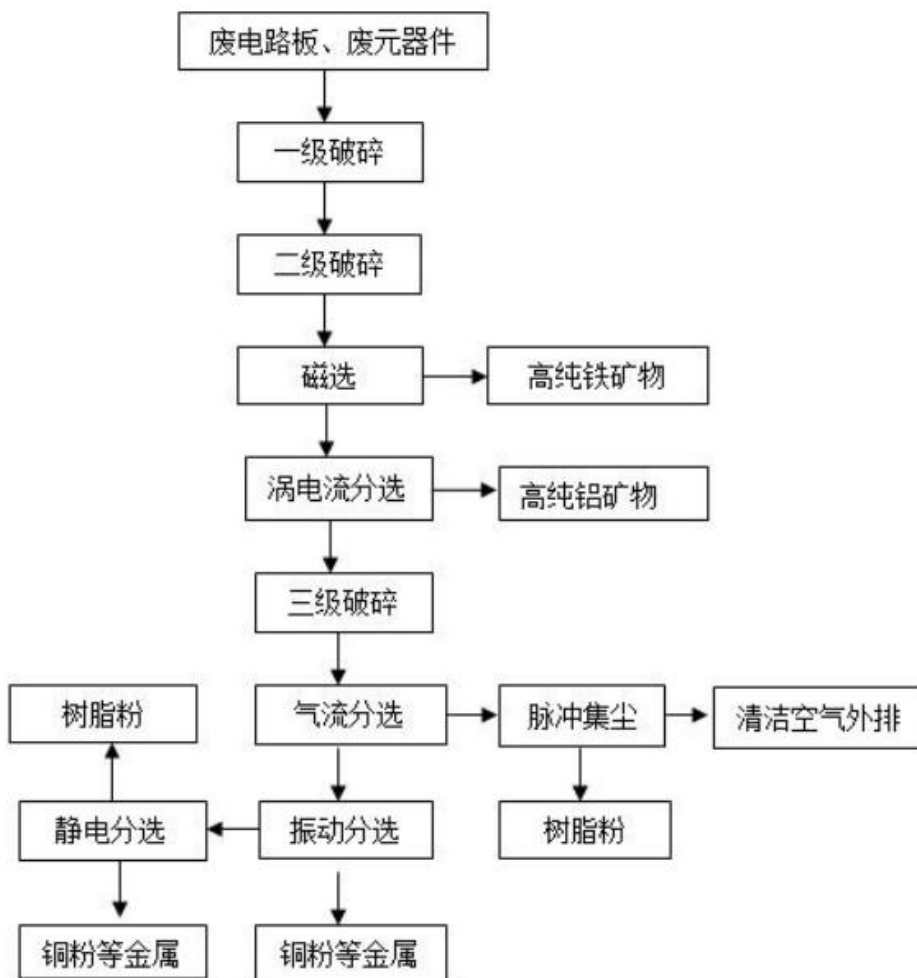 废电路板、废元器件
一级破碎
二级破碎
磁选
高纯铁矿物
涡电流分选
高纯铝矿物
三级破碎
树脂粉
气流分选
脉冲集尘
清洁空气外排
静电分选
振动分选
树脂粉
铜粉等金属
铜粉等金属